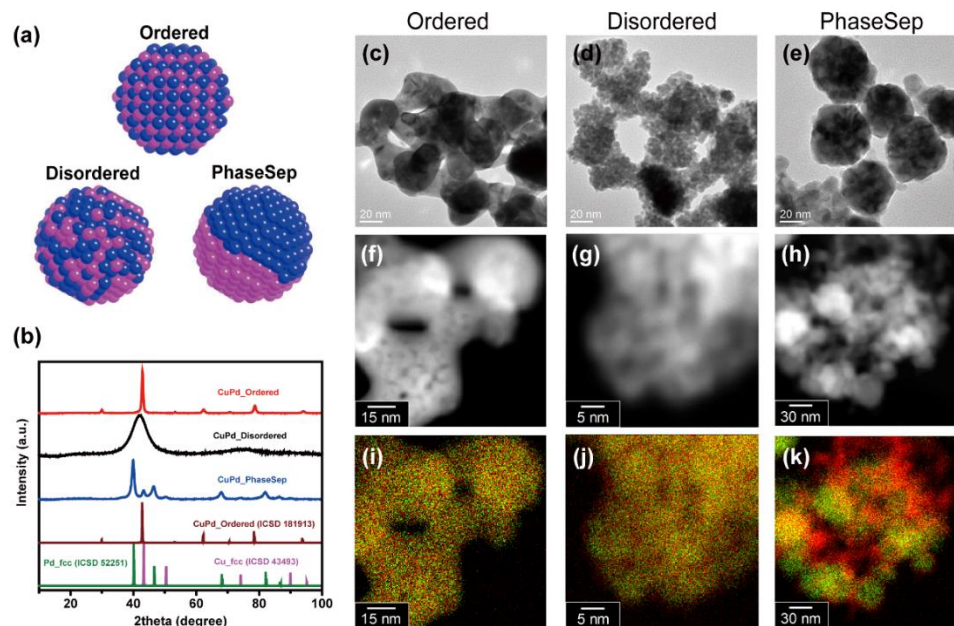 (a)
Ordered
Disordered
PhaseSep
(b)
Intensity (a.u.)
CuPd_Ordered
CuPd_Disordered
CuPd_PhaseSep
CuPd_Ordered (ICSD 181913)
Pd_fcc (ICSD 52251)
Cu_fcc (ICSD 43493)
20 40 60 80 100
2theta (degree)
Ordered
Disordered
PhaseSep
(c)
20 nm
(d)
20 nm
(e)
20 nm
(f)
15 nm
(g)
5 nm
(h)
30 nm
(i)
15 nm
(j)
5 nm
(k)
30 nm